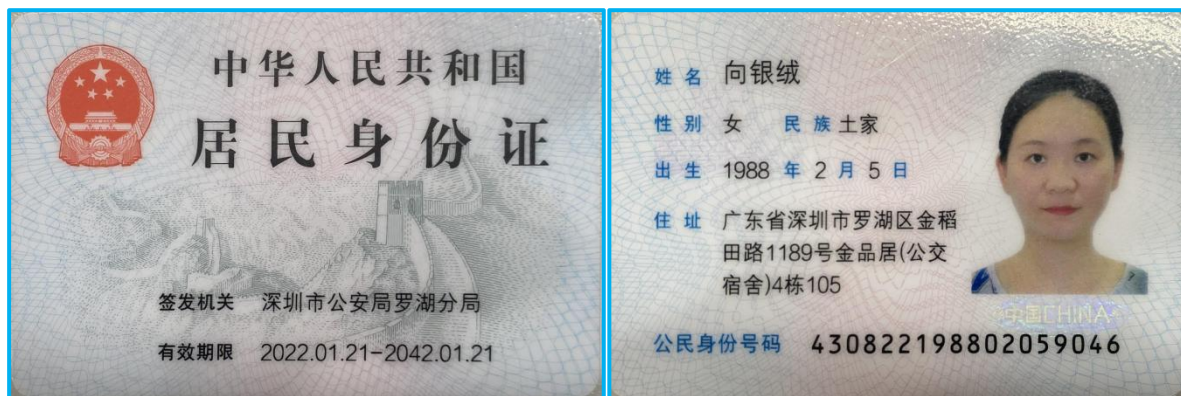 中华人民共和国
居民身份证
签发机关 深圳市公安局罗湖分局
有效期限 2022.01.21-2042.01.21
姓名 向银绒
性别 女 民族 土家
出生 1988 年 2 月 5 日
住址 广东省深圳市罗湖区金稻
田路1189号金品居(公交
宿舍)4栋105
中国CHINA
公民身份号码 430822198802059046